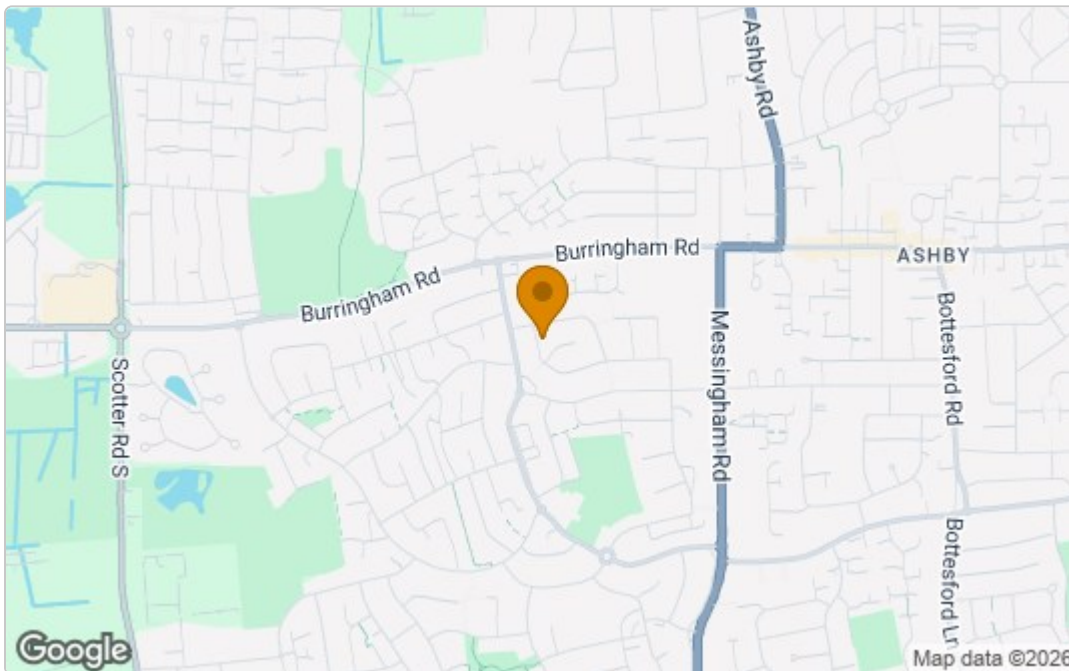 Ashby Rd
Burringham Rd
ASHBY
Burringham Rd
Bottesford Rd
Messingham Rd
Scotter Rd S
Bottesford Ln
Google
Map data ©2026